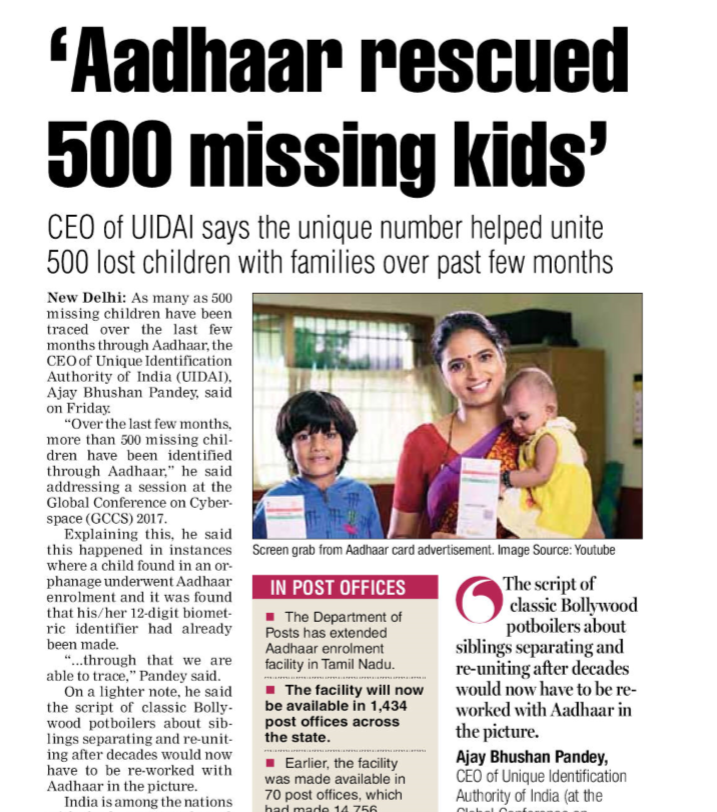 ‘Aadhaar rescued
500 missing kids’
CEO of UIDAI says the unique number helped unite
500 lost children with families over past few months
New Delhi: As many as 500
missing children have been
traced over the last few
months through Aadhaar, the
CEO of Unique Identification
Authority of India (UIDAI),
Ajay Bhushan Pandey, said
on Friday.
“Over the last few months,
more than 500 missing chil-
dren have been identified
through Aadhaar,” he said
addressing a session at the
Global Conference on Cyber-
space (GCCS) 2017.
Explaining this, he said
this happened in instances
where a child found in an or-
phanage underwent Aadhaar
enrolment and it was found
that his/her 12-digit biomet-
ric identifier had already
been made.
“...through that we are
able to trace,” Pandey said.
On a lighter note, he said
the script of classic Bolly-
wood potboilers about sib-
lings separating and re-unit-
ing after decades would now
have to be re-worked with
Aadhaar in the picture.
India is among the nations
Screen grab from Aadhaar card advertisement. Image Source: Youtube
IN POST OFFICES
The Department of
Posts has extended
Aadhaar enrolment
facility in Tamil Nadu.
The facility will now
be available in 1,434
post offices across
the state.
Earlier, the facility
was made available in
70 post offices, which
had made 14,756
The script of
classic Bollywood
potboilers about
siblings separating and
re-uniting after decades
would now have to be re-
worked with Aadhaar in
the picture.
Ajay Bhushan Pandey,
CEO of Unique Identification
Authority of India (at the
Global Conference on